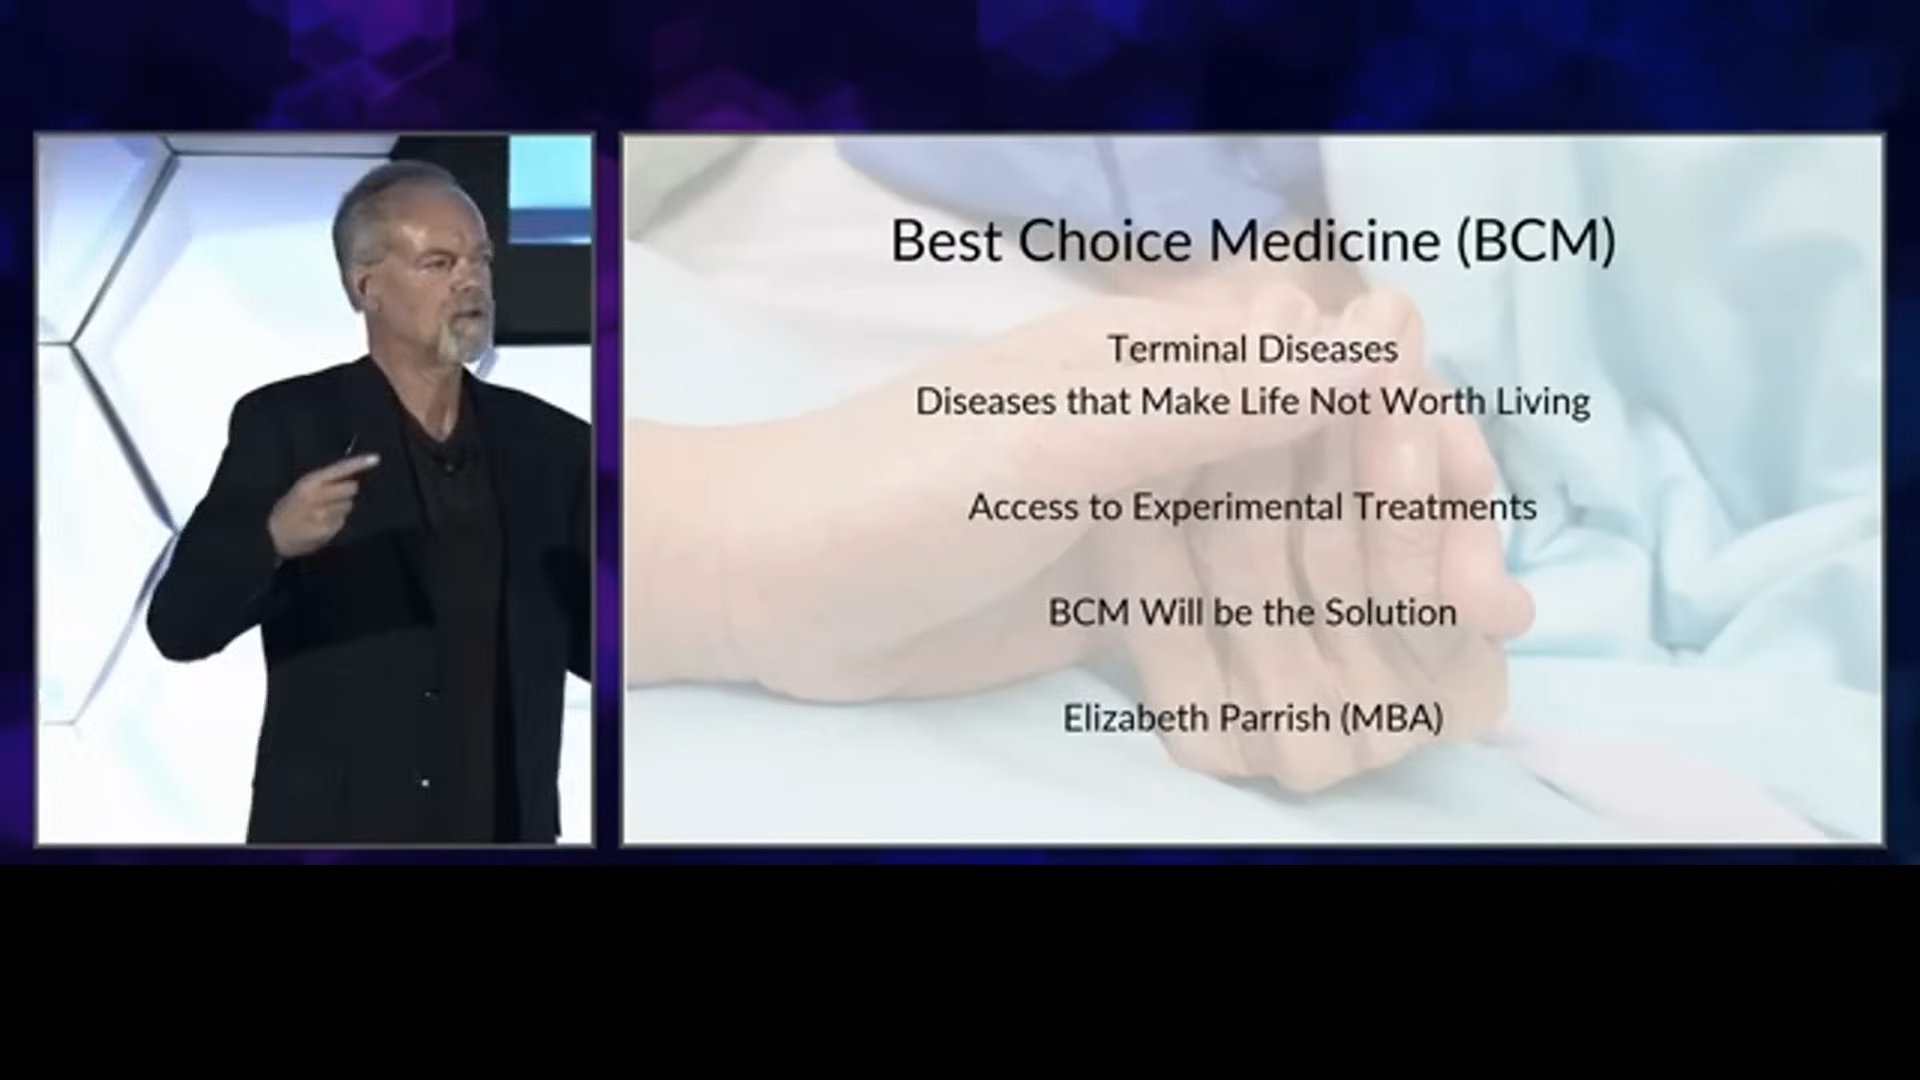 Best Choice Medicine (BCM)
Terminal Diseases
Diseases that Make Life Not Worth Living
Access to Experimental Treatments
BCM Will be the Solution
Elizabeth Parrish (MBA)